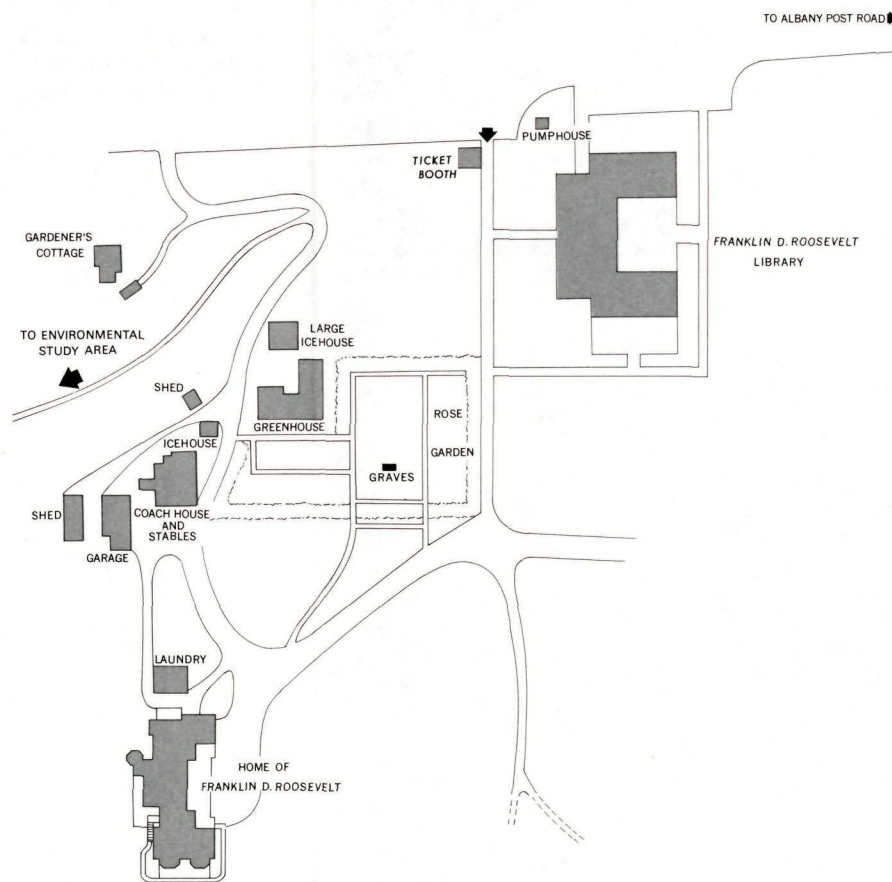 TO ALBANY POST ROAD
PUMPHOUSE
TICKET
BOOTH
GARDENER'S
COTTAGE
FRANKLIN D. ROOSEVELT
LIBRARY
TO ENVIRONMENTAL
STUDY AREA
LARGE
ICEHOUSE
SHED
GREENHOUSE
ROSE
GARDEN
ICEHOUSE
GRAVES
SHED
COACH HOUSE
AND
STABLES
GARAGE
LAUNDRY
HOME OF
FRANKLIN D. ROOSEVELT